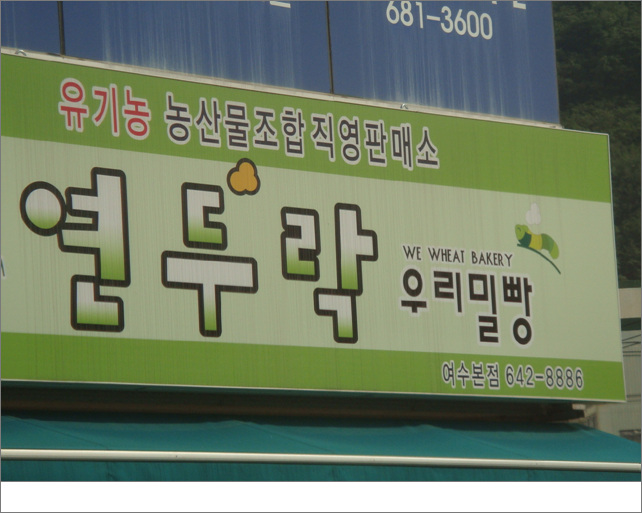 681-3600
유기농 농산물조합직영판매소
연두락
WE WHEAT BAKERY
우리밀빵
여수본점 642-8886